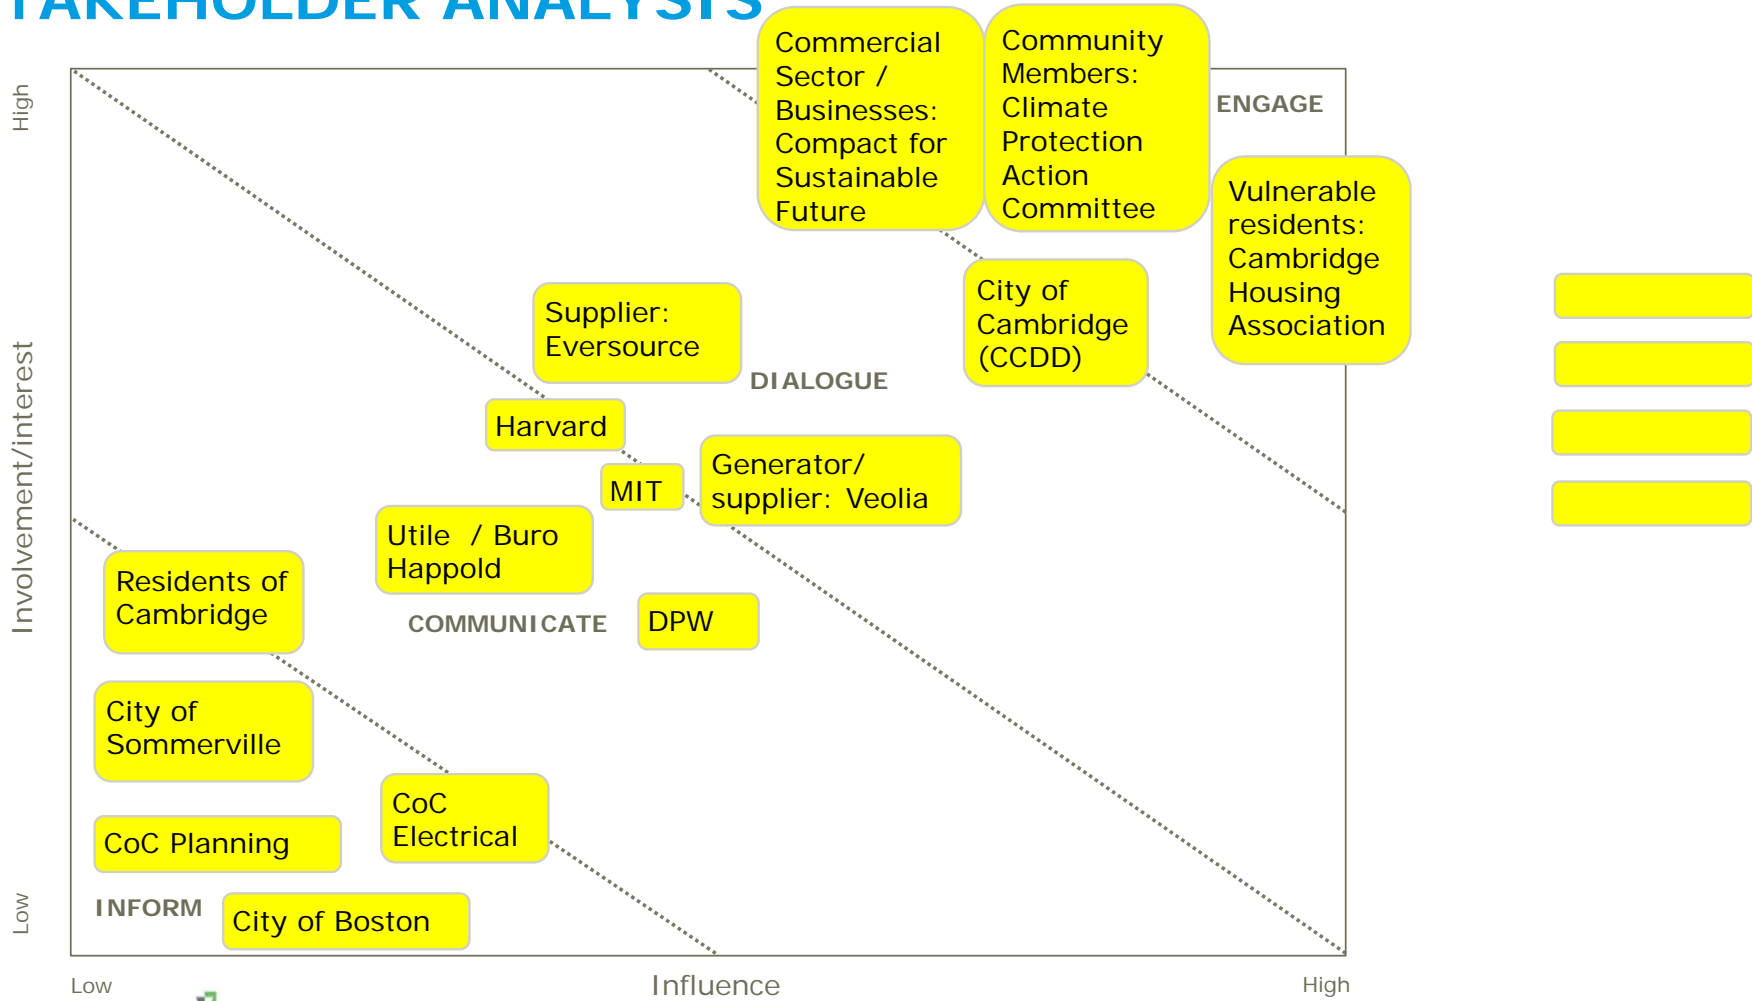 TAKEHOLDER ANALYSTS
Commercial
Sector /
Businesses:
Compact for
Sustainable
Future
Community
Members:
Climate
Protection
Action
Committee
ENGAGE
High
Vulnerable
residents:
Cambridge
Housing
Association
City of
Cambridge
(CCDD)
Supplier:
Eversource
DIALOGUE
Harvard
MIT
Generator/
supplier: Veolia
Involvement/interest
Utile / Buro
Happold
Residents of
Cambridge
COMMUNICATE
DPW
City of
Sommerville
CoC
Electrical
CoC Planning
INFORM
City of Boston
Low
Low
Influence
High